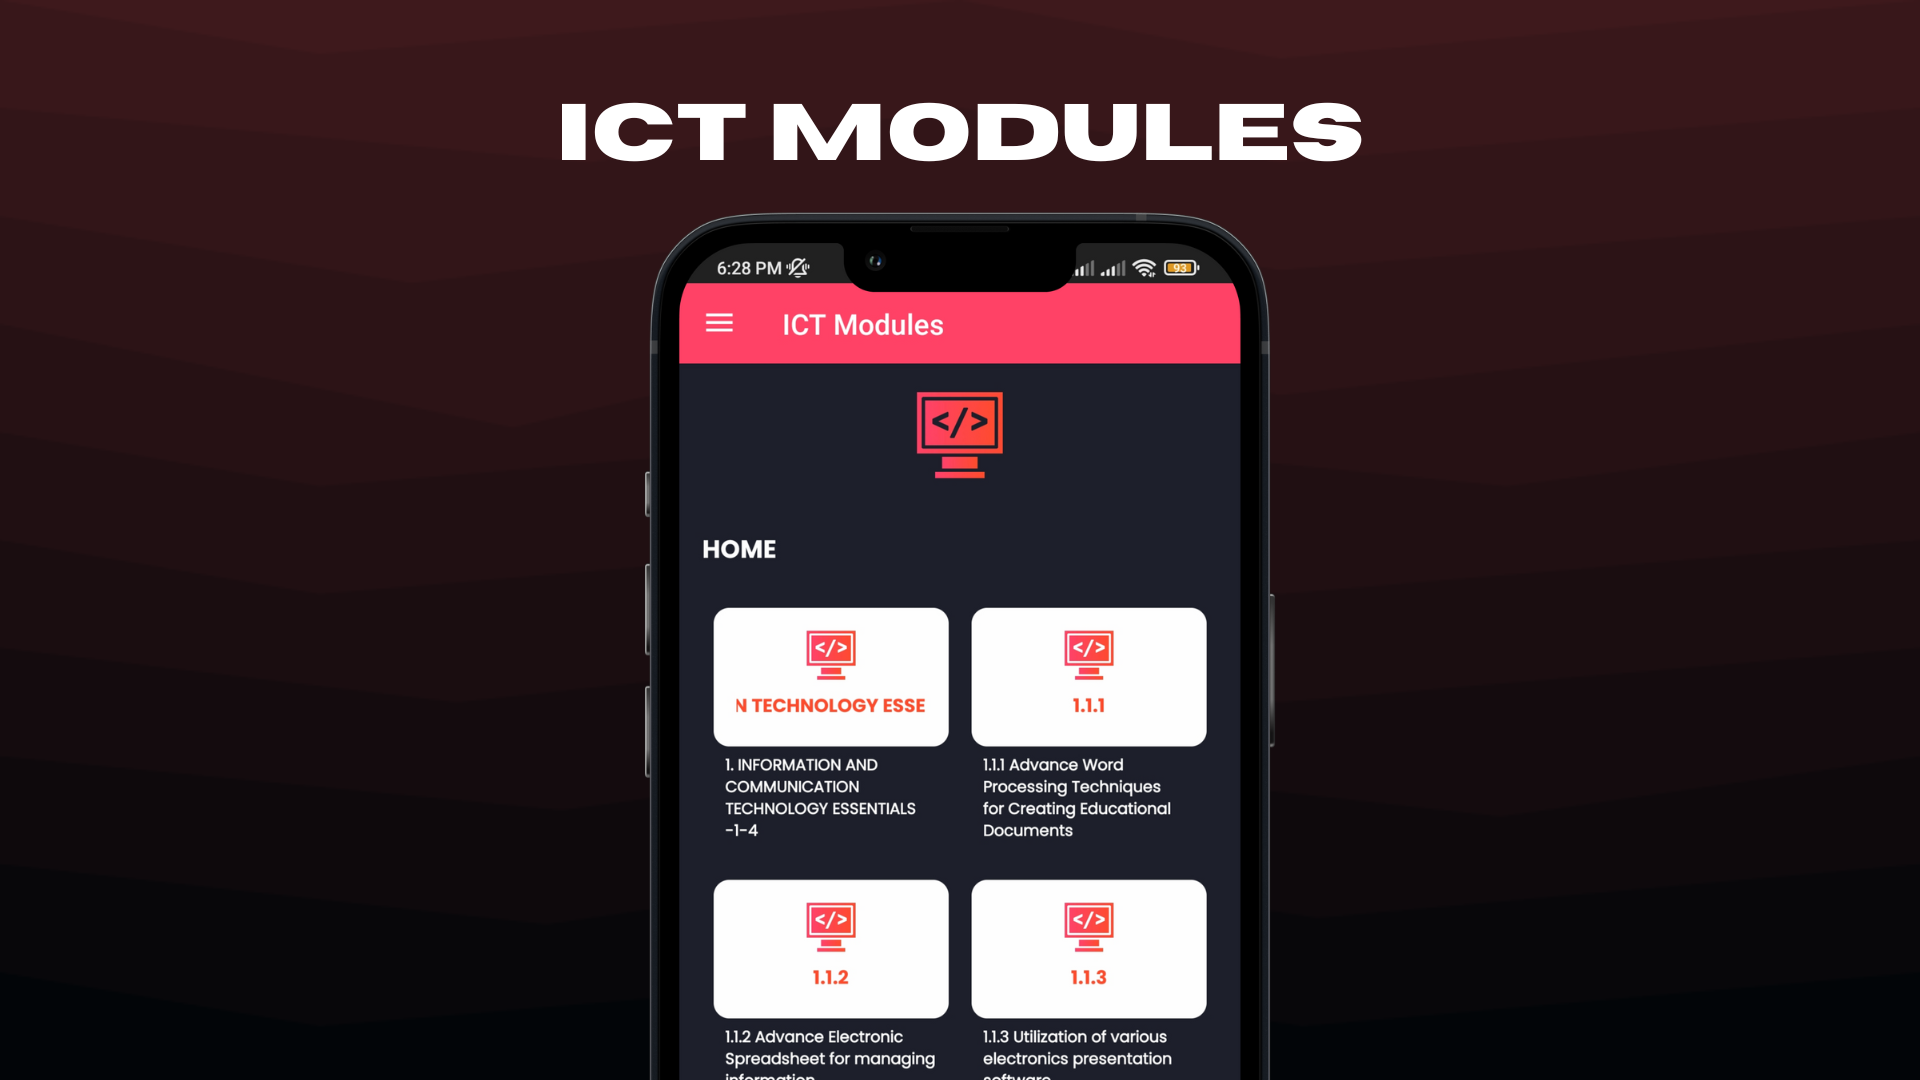 ICT MODULES
6:28 PM
93
ICT Modules
</>
HOME
</>
N TECHNOLOGY ESSE
1. INFORMATION AND
COMMUNICATION
TECHNOLOGY ESSENTIALS
-1-4
</>
1.1.1
1.1.1 Advance Word
Processing Techniques
for Creating Educational
Documents
</>
1.1.2
1.1.2 Advance Electronic
Spreadsheet for managing
information
</>
1.1.3
1.1.3 Utilization of various
electronics presentation
software